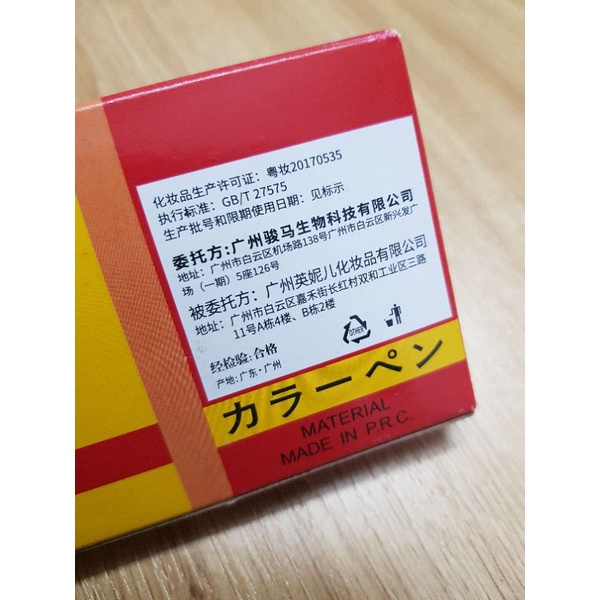 化妆品生产许可证：粤妆20170535
执行标准：GB/T 27575
生产批号和限期使用日期：见标示
委托方:广州骏马生物科技有限公司
地址：广州市白云区机场路138号广州市白云区新兴发广
场（一期）5座126号
被委托方：广州英妮儿化妆品有限公司
地址：广州市白云区嘉禾街长红村双和工业区三路
11号A栋4楼、B栋2楼
经检验:合格
产地:广东·广州
OTHER
カラーペン
MATERIAL
MADE IN P.R.C.